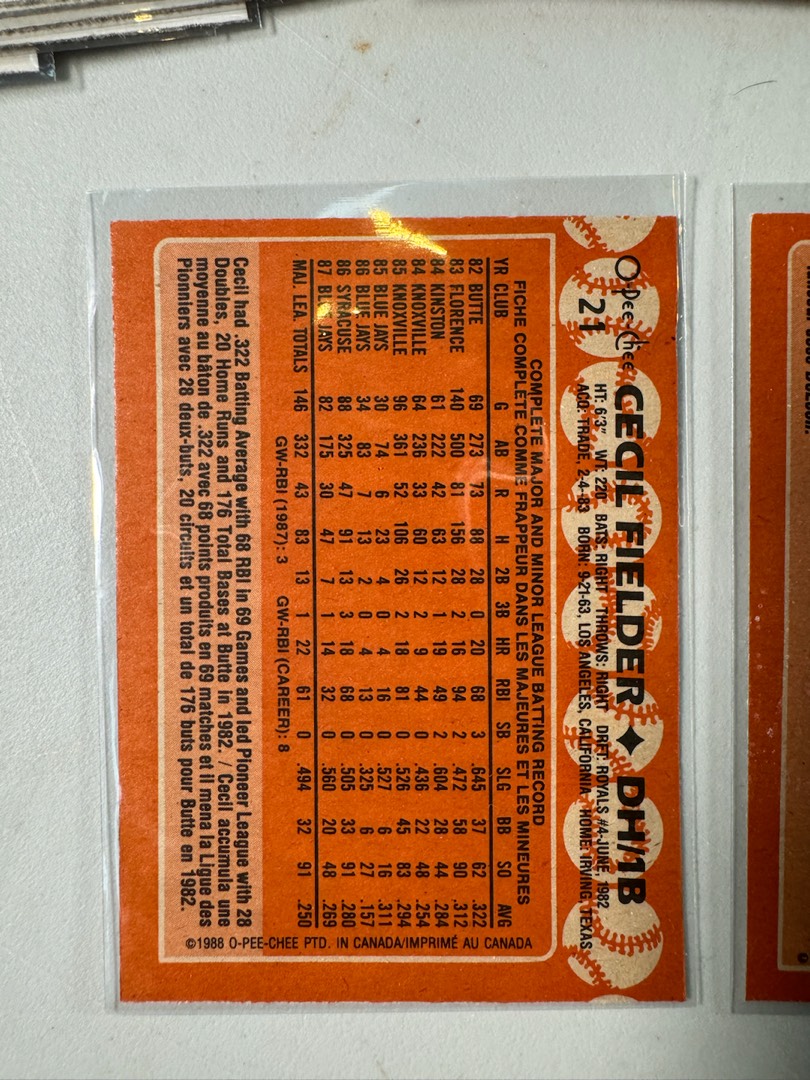 O-Pee-Chee
21
CECIL FIELDER ✦ DH/1B
HT: 6'3" WT: 220 BATS: RIGHT THROWS: RIGHT DRFT: ROYALS #4-JUNE, 1982
ACQ: TRADE, 2-4-83 BORN: 9-21-63, LOS ANGELES, CALIFORNIA HOME: IRVING, TEXAS
COMPLETE MAJOR AND MINOR LEAGUE BATTING RECORD
FICHE COMPLÈTE COMME FRAPPEUR DANS LES MAJEURES ET LES MINEURES
YR CLUB G AB R H 2B 3B HR RBI SB SLG BB SO AVG
82 BUTTE 69 273 73 88 28 0 20 68 3 .645 37 62 .322
83 FLORENCE 140 500 81 156 28 2 16 94 2 .472 58 90 .312
84 KINSTON 61 222 42 63 12 1 19 49 2 .604 28 44 .284
84 KNOXVILLE 64 236 33 60 12 2 9 44 0 .436 22 48 .254
85 KNOXVILLE 96 361 52 106 26 2 18 81 0 .526 45 83 .294
85 BLUE JAYS 30 74 6 23 4 0 4 16 0 .527 6 16 .311
86 BLUE JAYS 34 83 7 13 2 0 4 13 0 .325 6 27 .157
86 SYRACUSE 88 325 47 91 13 3 18 68 0 .505 33 91 .280
87 BLUE JAYS 82 175 30 47 7 1 14 32 0 .560 20 48 .269
MAJ. LEA. TOTALS 146 332 43 83 13 1 22 61 0 .494 32 91 .250
GW-RBI (1987): 3 GW-RBI (CAREER): 8
Cecil had .322 Batting Average with 68 RBI in 69 Games and led Pioneer League with 28
Doubles, 20 Home Runs and 176 Total Bases at Butte in 1982. / Cecil accumula une
moyenne au bâton de .322 avec 68 points produits en 69 matches et il mena la Ligue des
Pionniers avec 28 deux-buts, 20 circuits et un total de 176 buts pour Butte en 1982.
©1988 O-PEE-CHEE PTD. IN CANADA/IMPRIMÉ AU CANADA